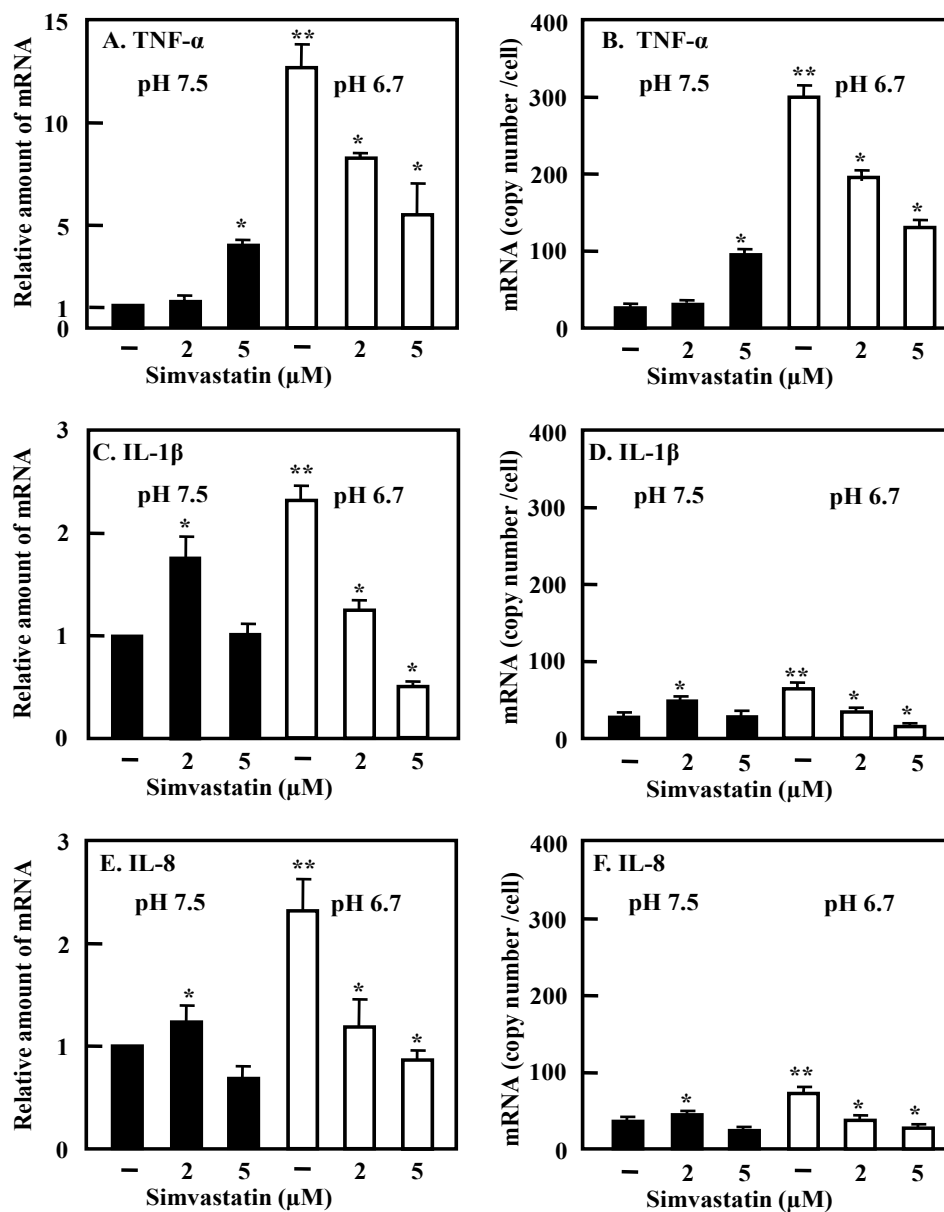 A. TNF-α
pH 7.5
pH 6.7
**
*
*
*
15
10
5
1
0
Relative amount of mRNA
– 2 5 – 2 5
Simvastatin (μM)
B. TNF-α
pH 7.5
pH 6.7
**
*
*
*
400
300
200
100
0
mRNA (copy number /cell)
– 2 5 – 2 5
Simvastatin (μM)
C. IL-1β
pH 7.5
pH 6.7
**
*
*
*
3
2
1
0
Relative amount of mRNA
– 2 5 – 2 5
Simvastatin (μM)
D. IL-1β
pH 7.5
pH 6.7
*
**
*
*
400
300
200
100
0
mRNA (copy number /cell)
– 2 5 – 2 5
Simvastatin (μM)
E. IL-8
pH 7.5
pH 6.7
**
*
*
*
3
2
1
0
Relative amount of mRNA
– 2 5 – 2 5
Simvastatin (μM)
F. IL-8
pH 7.5
pH 6.7
*
**
*
*
400
300
200
100
0
mRNA (copy number /cell)
– 2 5 – 2 5
Simvastatin (μM)